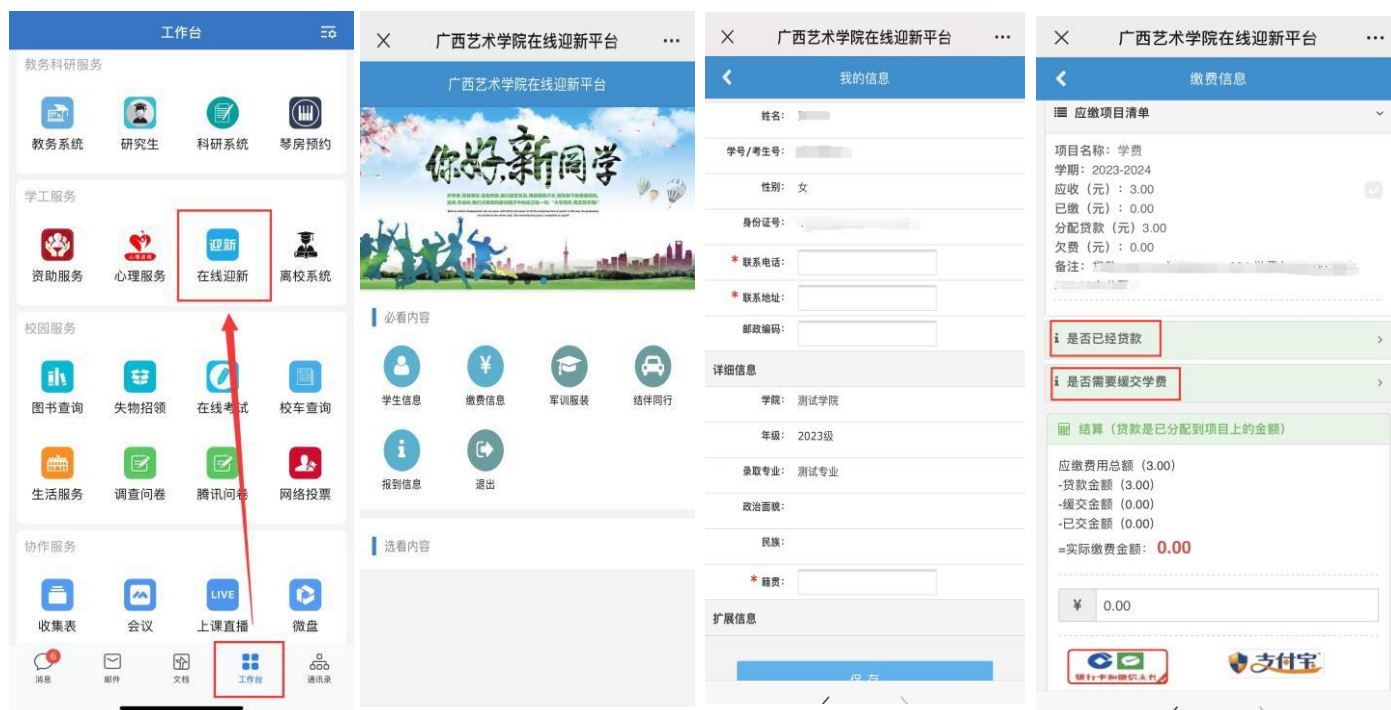 工作台
教务科研服务
教务系统 研究生 科研系统 琴房预约
学工服务
心理咨询 迎新
资助服务 心理服务 在线迎新 离校系统
校园服务
图书查询 失物招领 在线考试 校车查询
生活服务 调查问卷 腾讯问卷 网络投票
协作服务
LIVE
收集表 会议 上课直播 微盘
6
消息 邮件 文档 工作台 通讯录
广西艺术学院在线迎新平台
广西艺术学院在线迎新平台
你好,新同学
必看内容
学生信息 缴费信息 军训服装 结伴同行
报到信息 退出
选看内容
广西艺术学院在线迎新平台
我的信息
姓名:
学号/考生号:
性别: 女
身份证号:
* 联系电话:
* 联系地址:
邮政编码:
详细信息
学院: 测试学院
年级: 2023级
录取专业: 测试专业
政治面貌:
民族:
* 籍贯:
扩展信息
保存
广西艺术学院在线迎新平台
缴费信息
应缴项目清单
项目名称: 学费
学期: 2023-2024
应收(元): 3.00
已缴(元): 0.00
分配贷款(元) 3.00
欠费(元): 0.00
备注:
是否已经贷款
是否需要缓交学费
结算(贷款是已分配到项目上的金额)
应缴费用总额 (3.00)
-贷款金额 (3.00)
-缓交金额 (0.00)
-已交金额 (0.00)
=实际缴费金额: 0.00
¥ 0.00
银行卡和微信支付 支付宝